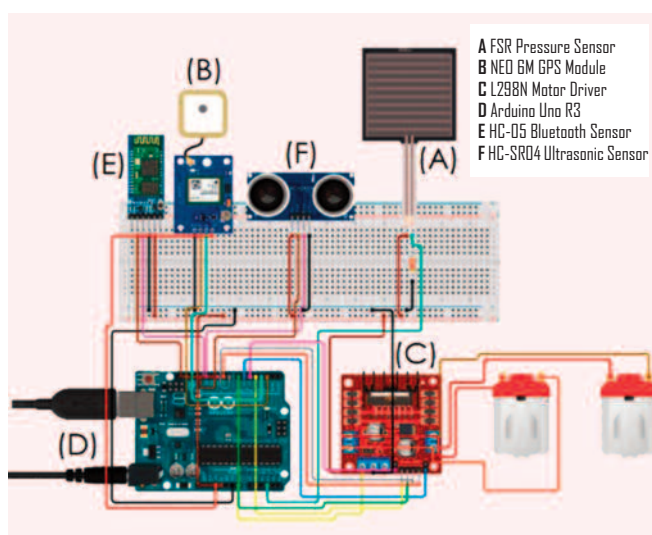 (B)
(E)
(F)
(A)
A FSR Pressure Sensor
B NEO 6M GPS Module
C L298N Motor Driver
D Arduino Uno R3
E HC-05 Bluetooth Sensor
F HC-SR04 Ultrasonic Sensor
(C)
(D)